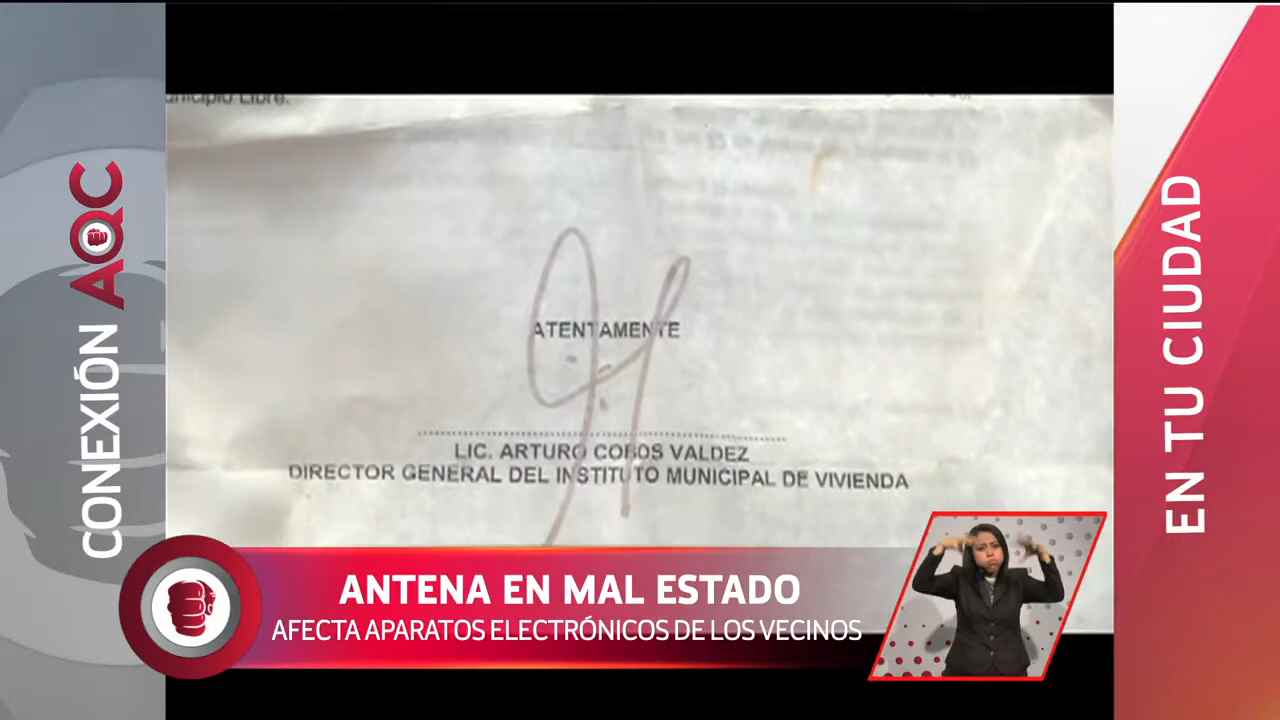 CONEXIÓN AQC
unicipio Libre.
ATENTAMENTE
LIC. ARTURO COBOS VALDEZ
DIRECTOR GENERAL DEL INSTITUTO MUNICIPAL DE VIVIENDA
ANTENA EN MAL ESTADO
AFECTA APARATOS ELECTRÓNICOS DE LOS VECINOS
EN TU CIUDAD